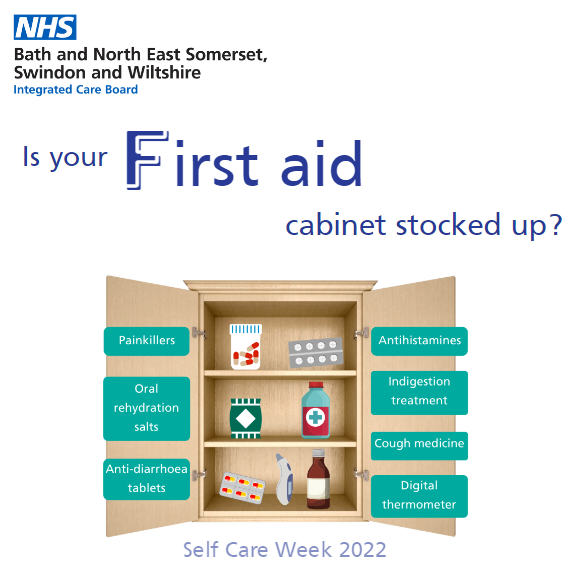 NHS
Bath and North East Somerset,
Swindon and Wiltshire
Integrated Care Board
Is your First aid
cabinet stocked up?
Painkillers
Oral
rehydration
salts
Anti-diarrhoea
tablets
Antihistamines
Indigestion
treatment
Cough medicine
Digital
thermometer
Self Care Week 2022